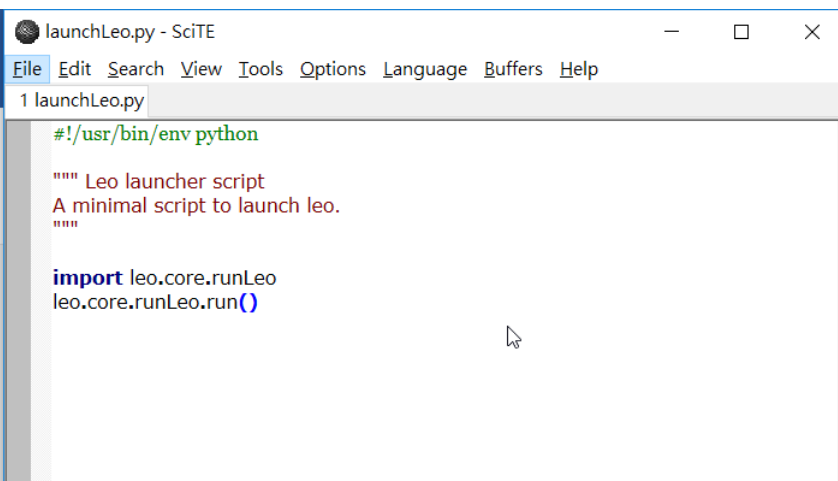 launchLeo.py - SciTE
File Edit Search View Tools Options Language Buffers Help
1 launchLeo.py
#!/usr/bin/env python
""" Leo launcher script
A minimal script to launch leo.
"""
import leo.core.runLeo
leo.core.runLeo.run()